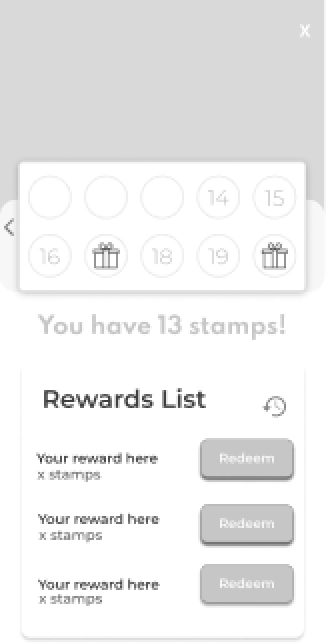 X
14 15
16 18 19
You have 13 stamps!
Rewards List
Your reward here
x stamps
Redeem
Your reward here
x stamps
Redeem
Your reward here
x stamps
Redeem